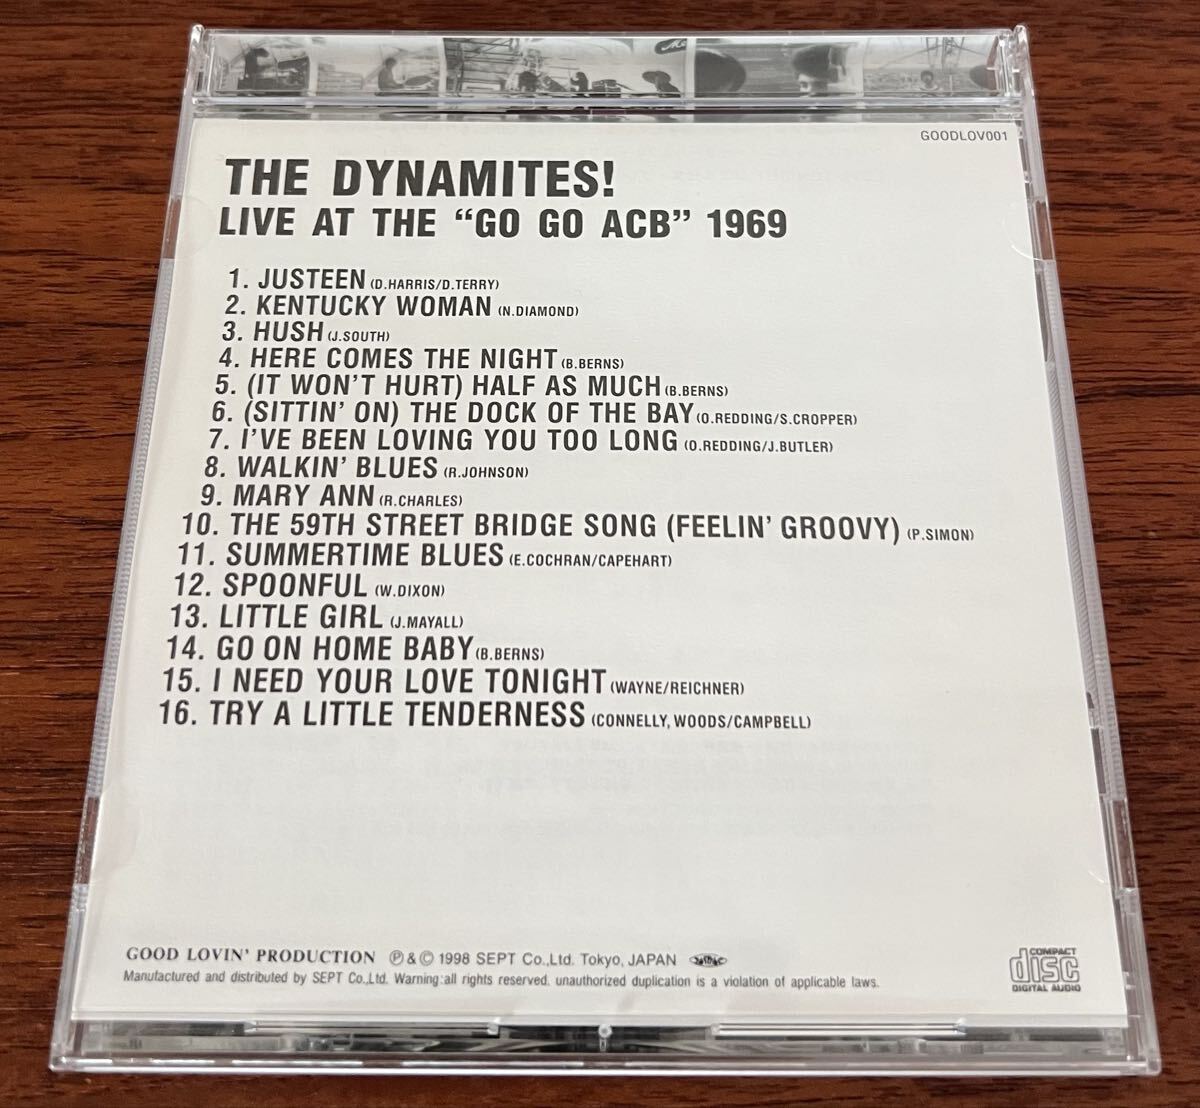 GOODLOV001
THE DYNAMITES!
LIVE AT THE “GO GO ACB” 1969
1. JUSTEEN (D.HARRIS/D.TERRY)
2. KENTUCKY WOMAN (N.DIAMOND)
3. HUSH (J.SOUTH)
4. HERE COMES THE NIGHT (B.BERNS)
5. (IT WON'T HURT) HALF AS MUCH (B.BERNS)
6. (SITTIN' ON) THE DOCK OF THE BAY (O.REDDING/S.CROPPER)
7. I'VE BEEN LOVING YOU TOO LONG (O.REDDING/J.BUTLER)
8. WALKIN' BLUES (R.JOHNSON)
9. MARY ANN (R.CHARLES)
10. THE 59TH STREET BRIDGE SONG (FEELIN' GROOVY) (P.SIMON)
11. SUMMERTIME BLUES (E.COCHRAN/CAPEHART)
12. SPOONFUL (W.DIXON)
13. LITTLE GIRL (J.MAYALL)
14. GO ON HOME BABY (B.BERNS)
15. I NEED YOUR LOVE TONIGHT (WAYNE/REICHNER)
16. TRY A LITTLE TENDERNESS (CONNELLY, WOODS/CAMPBELL)
GOOD LOVIN' PRODUCTION ℗&© 1998 SEPT Co.,Ltd. Tokyo, JAPAN
Manufactured and distributed by SEPT Co.,Ltd. Warning:all rights reserved. unauthorized duplication is a violation of applicable laws.
COMPACT
disc
DIGITAL AUDIO